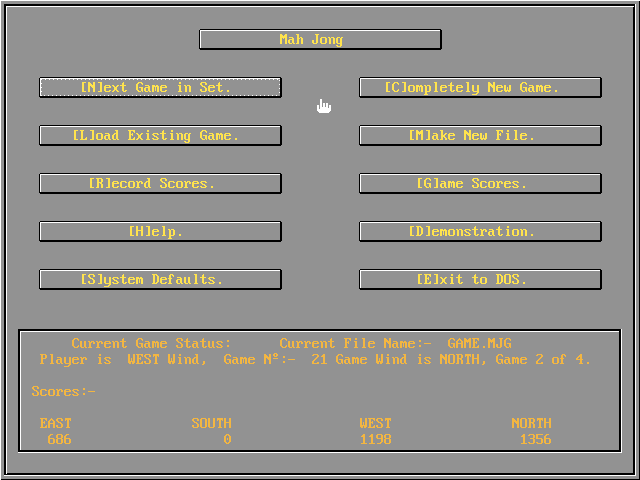 Mah Jong
[N]ext Game in Set. [C]ompletely New Game.
[L]oad Existing Game. [M]ake New File.
[R]ecord Scores. [G]ame Scores.
[H]elp. [D]emonstration.
[S]ystem Defaults. [E]xit to DOS.
Current Game Status: Current File Name:- GAME.MJG
Player is WEST Wind, Game Nº:- 21 Game Wind is NORTH, Game 2 of 4.
Scores:-
EAST SOUTH WEST NORTH
686 0 1198 1356